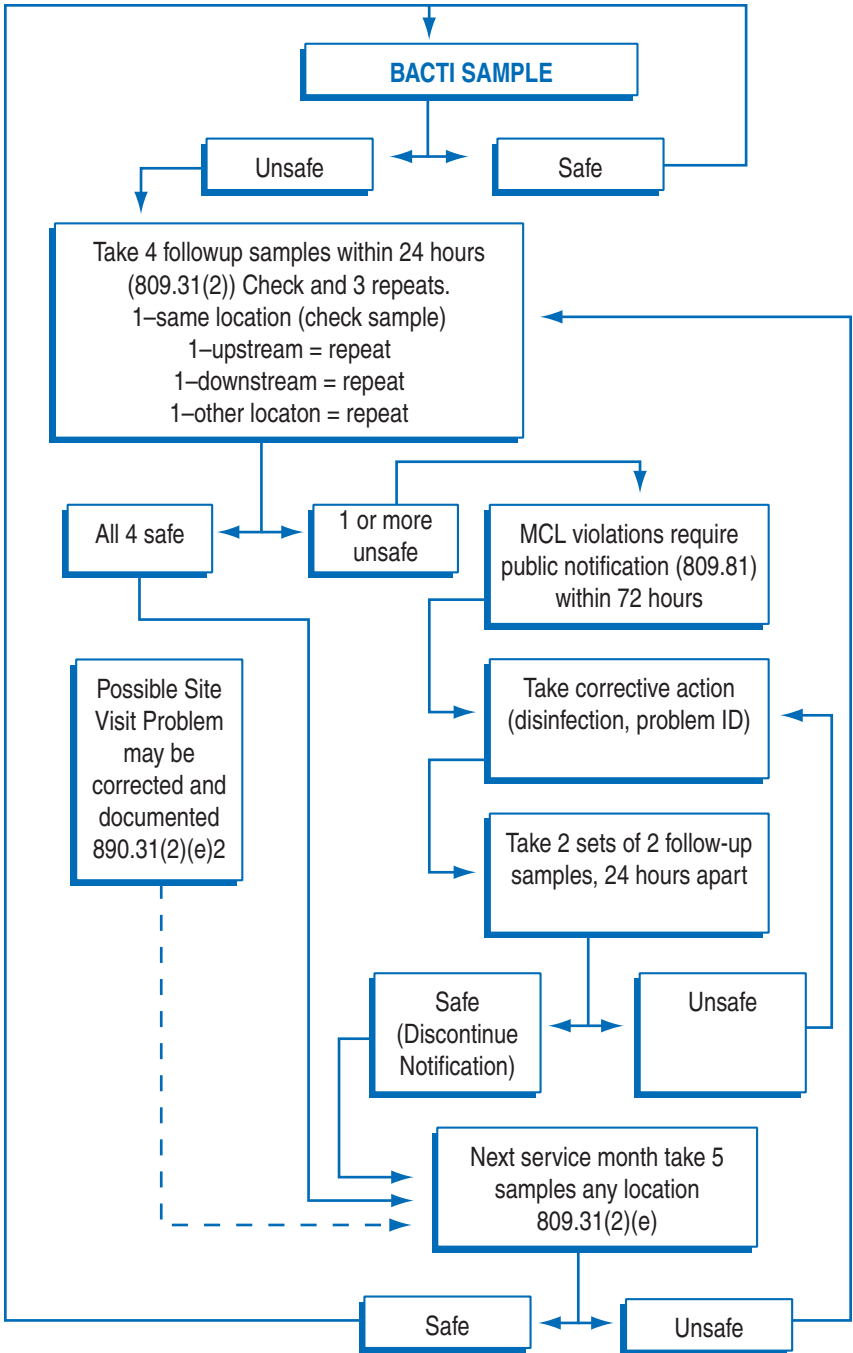 BACTI SAMPLE
Unsafe
Safe
Take 4 followup samples within 24 hours
(809.31(2)) Check and 3 repeats.
1–same location (check sample)
1–upstream = repeat
1–downstream = repeat
1–other locaton = repeat
All 4 safe
1 or more
unsafe
MCL violations require
public notification (809.81)
within 72 hours
Possible Site
Visit Problem
may be
corrected and
documented
890.31(2)(e)2
Take corrective action
(disinfection, problem ID)
Take 2 sets of 2 follow-up
samples, 24 hours apart
Safe
(Discontinue
Notification)
Unsafe
Next service month take 5
samples any location
809.31(2)(e)
Safe
Unsafe